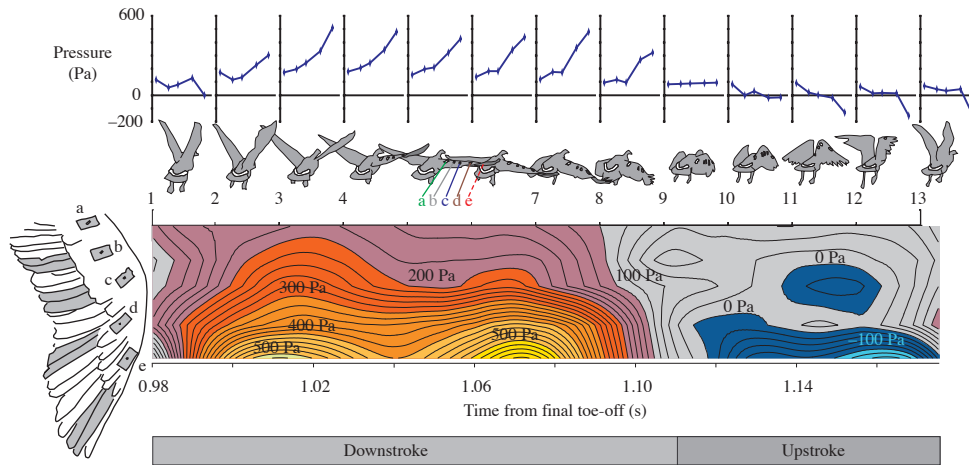 600
Pressure
(Pa)
0
–200
1 2 3 4 a b c d e 7 8 9 10 11 12 13
a
b
c
d
e
0 Pa
200 Pa
100 Pa
300 Pa
0 Pa
400 Pa
500 Pa
500 Pa
–100 Pa
0.98 1.02 1.06 1.10 1.14
Time from final toe-off (s)
Downstroke Upstroke